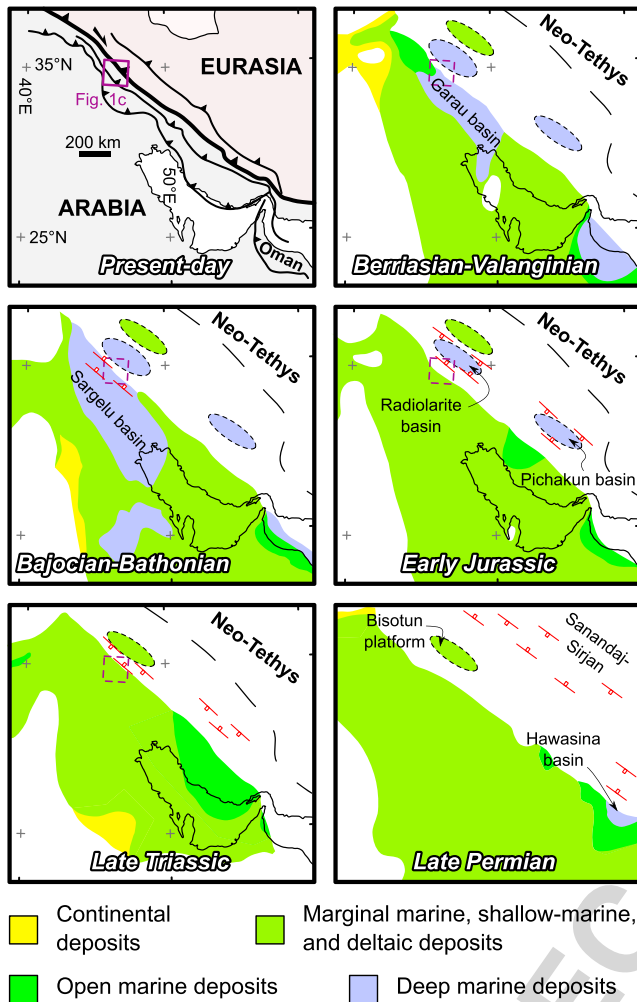 35°N
40°E
EURASIA
Fig. 1c
200 km
50°E
ARABIA
25°N
Oman
Present-day
Neo-Tethys
Garau basin
Berriasian-Valanginian
Neo-Tethys
Sargelu basin
Bajocian-Bathonian
Neo-Tethys
Radiolarite
basin
Pichakun basin
Early Jurassic
Neo-Tethys
Late Triassic
Bisotun
platform
Sanandaj-
Sirjan
Hawasina
basin
Late Permian
Continental
deposits
Marginal marine, shallow-marine,
and deltaic deposits
Open marine deposits
Deep marine deposits